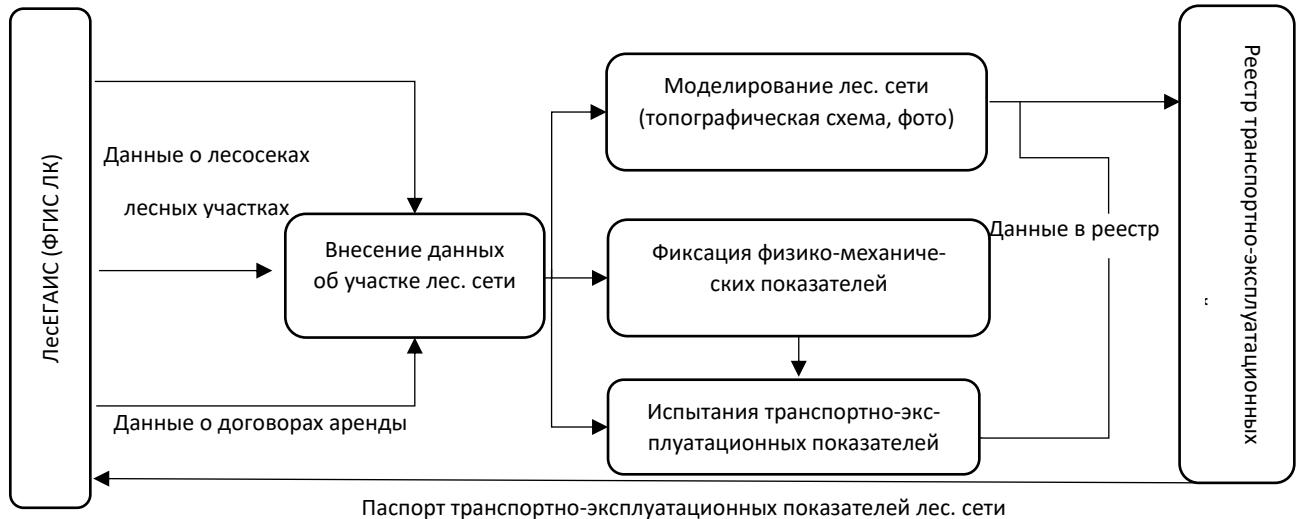 ЛесЕГАИС (ФГИС ЛК)
Данные о лесосеках
лесных участках
Данные о договорах аренды
Внесение данных
об участке лес. сети
Моделирование лес. сети
(топографическая схема, фото)
Фиксация физико-механиче-
ских показателей
Испытания транспортно-экс-
плуатационных показателей
Данные в реестр
Реестр транспортно-эксплуатационных
Паспорт транспортно-эксплуатационных показателей лес. сети